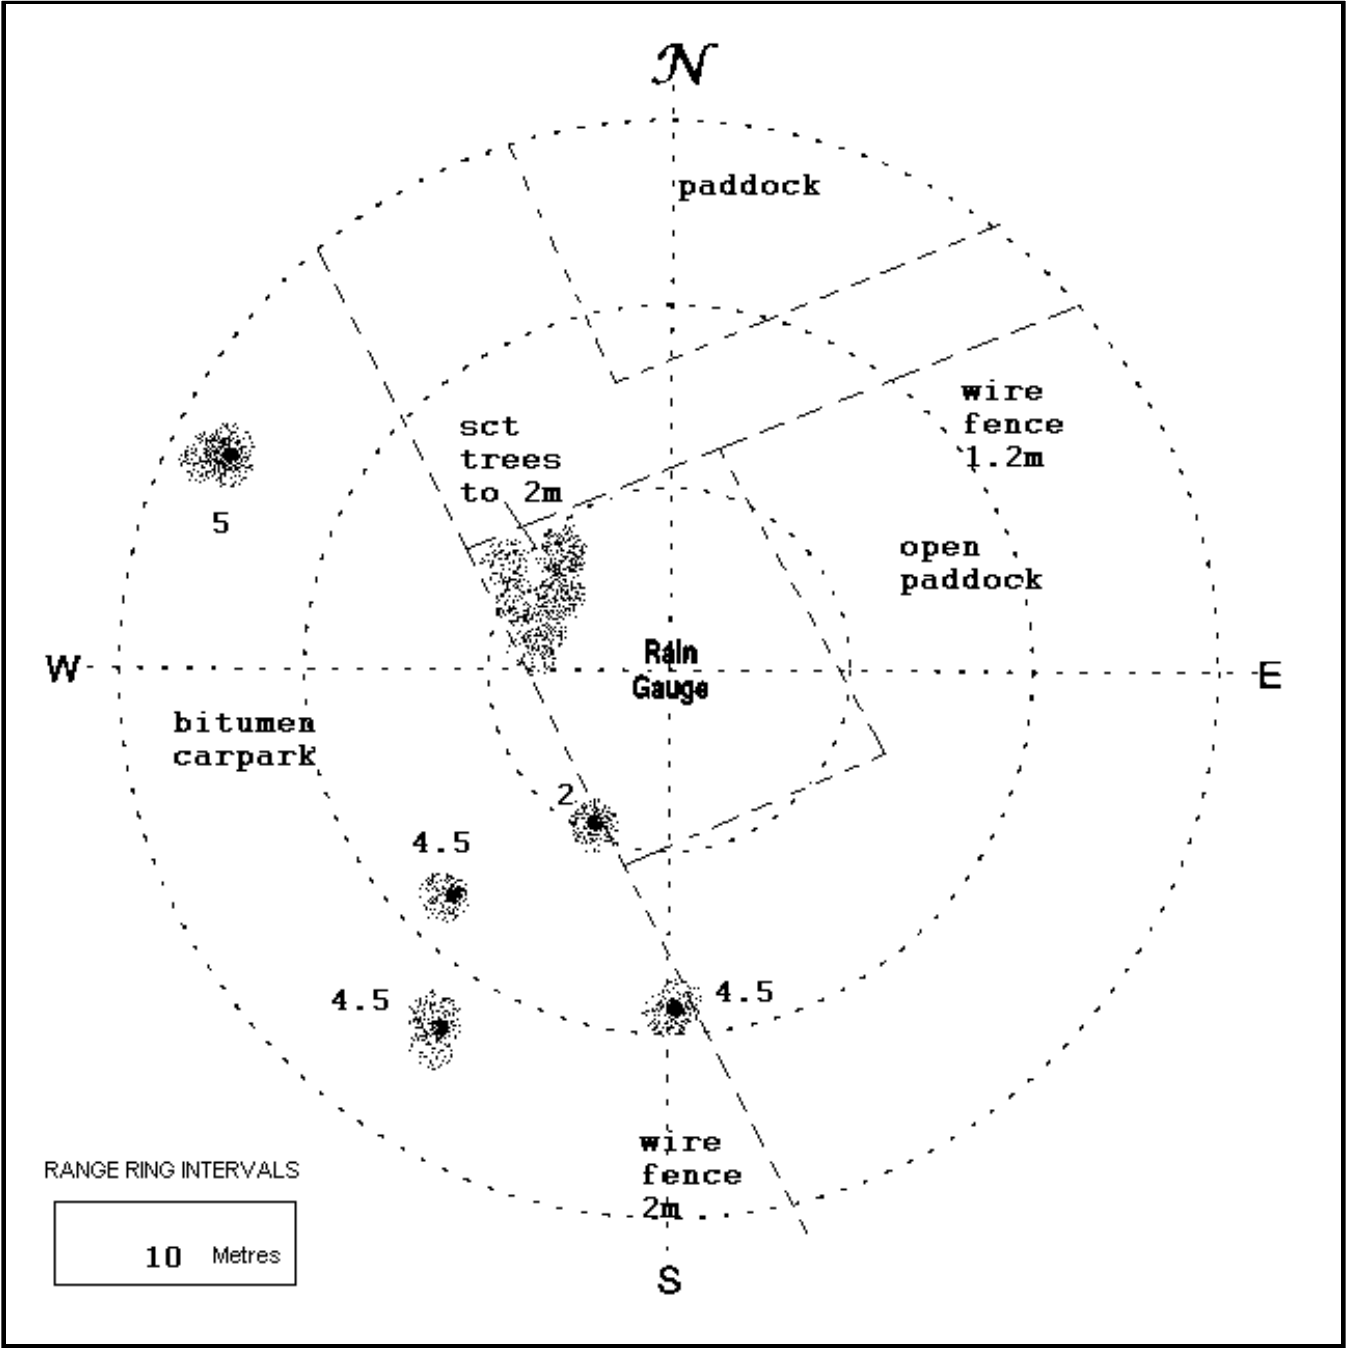 N
paddock
wire
fence
1.2m
sct
trees
to 2m
5
open
paddock
Rain
Gauge
W
E
bitumen
carpark
2
4.5
4.5
4.5
wire
fence
2m
RANGE RING INTERVALS
10 Metres
S